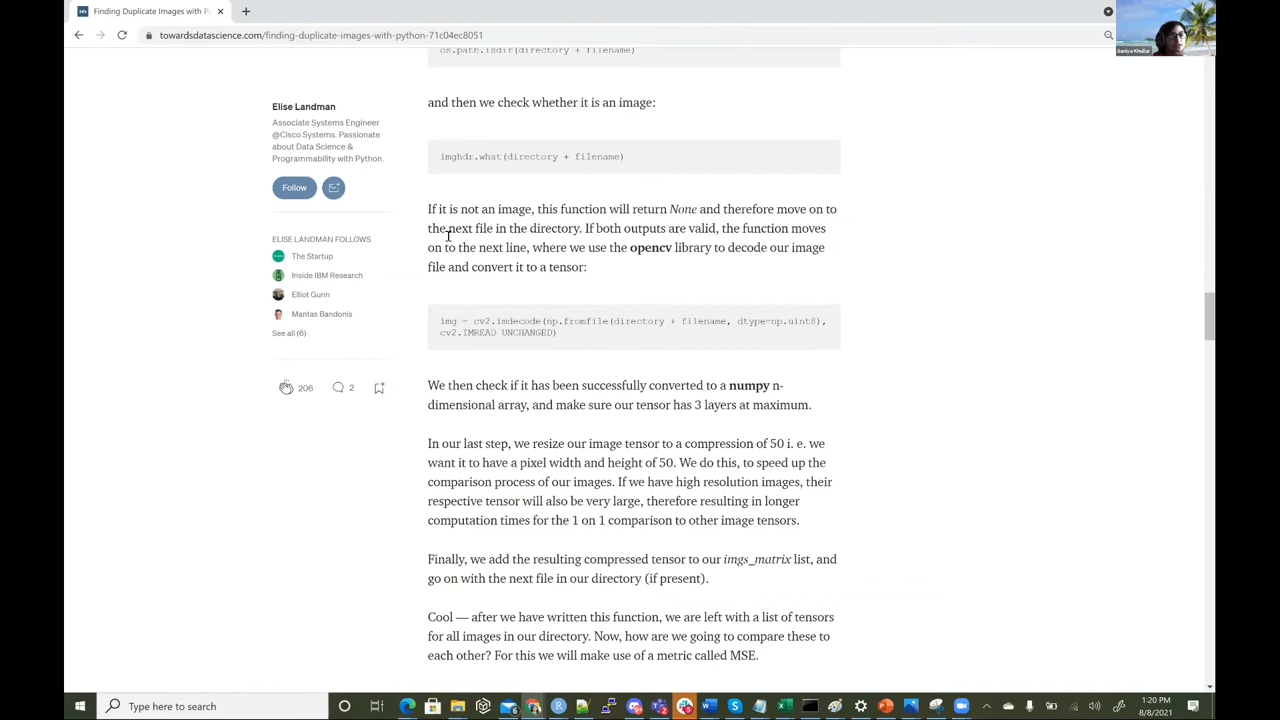 Finding Duplicate Images with P
towardsdatascience.com/finding-duplicate-images-with-python-71c04ec8051
Saniya Khullar
os.path.isdir(directory + filename)
and then we check whether it is an image:
imghdr.what(directory + filename)
If it is not an image, this function will return None and therefore move on to
the next file in the directory. If both outputs are valid, the function moves
on to the next line, where we use the opencv library to decode our image
file and convert it to a tensor:
img = cv2.imdecode(np.fromfile(directory + filename, dtype=np.uint8),
cv2.IMREAD_UNCHANGED)
We then check if it has been successfully converted to a numpy n-
dimensional array, and make sure our tensor has 3 layers at maximum.
In our last step, we resize our image tensor to a compression of 50 i. e. we
want it to have a pixel width and height of 50. We do this, to speed up the
comparison process of our images. If we have high resolution images, their
respective tensor will also be very large, therefore resulting in longer
computation times for the 1 on 1 comparison to other image tensors.
Finally, we add the resulting compressed tensor to our imgs_matrix list, and
go on with the next file in our directory (if present).
Cool — after we have written this function, we are left with a list of tensors
for all images in our directory. Now, how are we going to compare these to
each other? For this we will make use of a metric called MSE.
Elise Landman
Associate Systems Engineer
@Cisco Systems. Passionate
about Data Science &
Programmability with Python.
Follow
ELISE LANDMAN FOLLOWS
The Startup
Inside IBM Research
Elliot Gunn
Mantas Bandonis
See all (6)
206
2
Type here to search
1:20 PM
8/8/2021